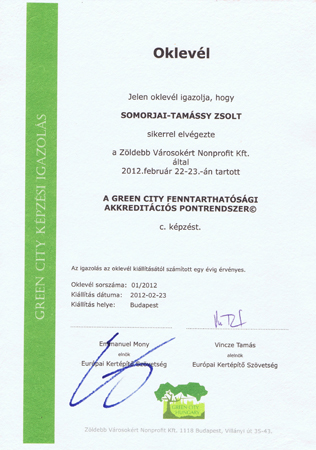 GREEN CITY KÉPZÉSI IGAZOLÁS
Oklevél
Jelen oklevél igazolja, hogy
SOMORJAI-TAMÁSSY ZSOLT
sikerrel elvégezte
a Zöldebb Városokért Nonprofit Kft.
által
2012.február 22-23.-án tartott
A GREEN CITY FENNTARTHATÓSÁGI
AKKREDITÁCIÓS PONTRENDSZER©
c. képzést.
Az igazolás az oklevél kiállításától számított egy évig érvényes.
Oklevél sorszáma: 01/2012
Kiállítás dátuma: 2012-02-23
Kiállítás helye: Budapest
Emmanuel Mony
elnök
Európai Kertépítő Szövetség
Vincze Tamás
alelnök
Európai Kertépítő Szövetség
GREEN CITY
Zöldebb Városokért Nonprofit Kft. 1118 Budapest, Villányi út 35-43.